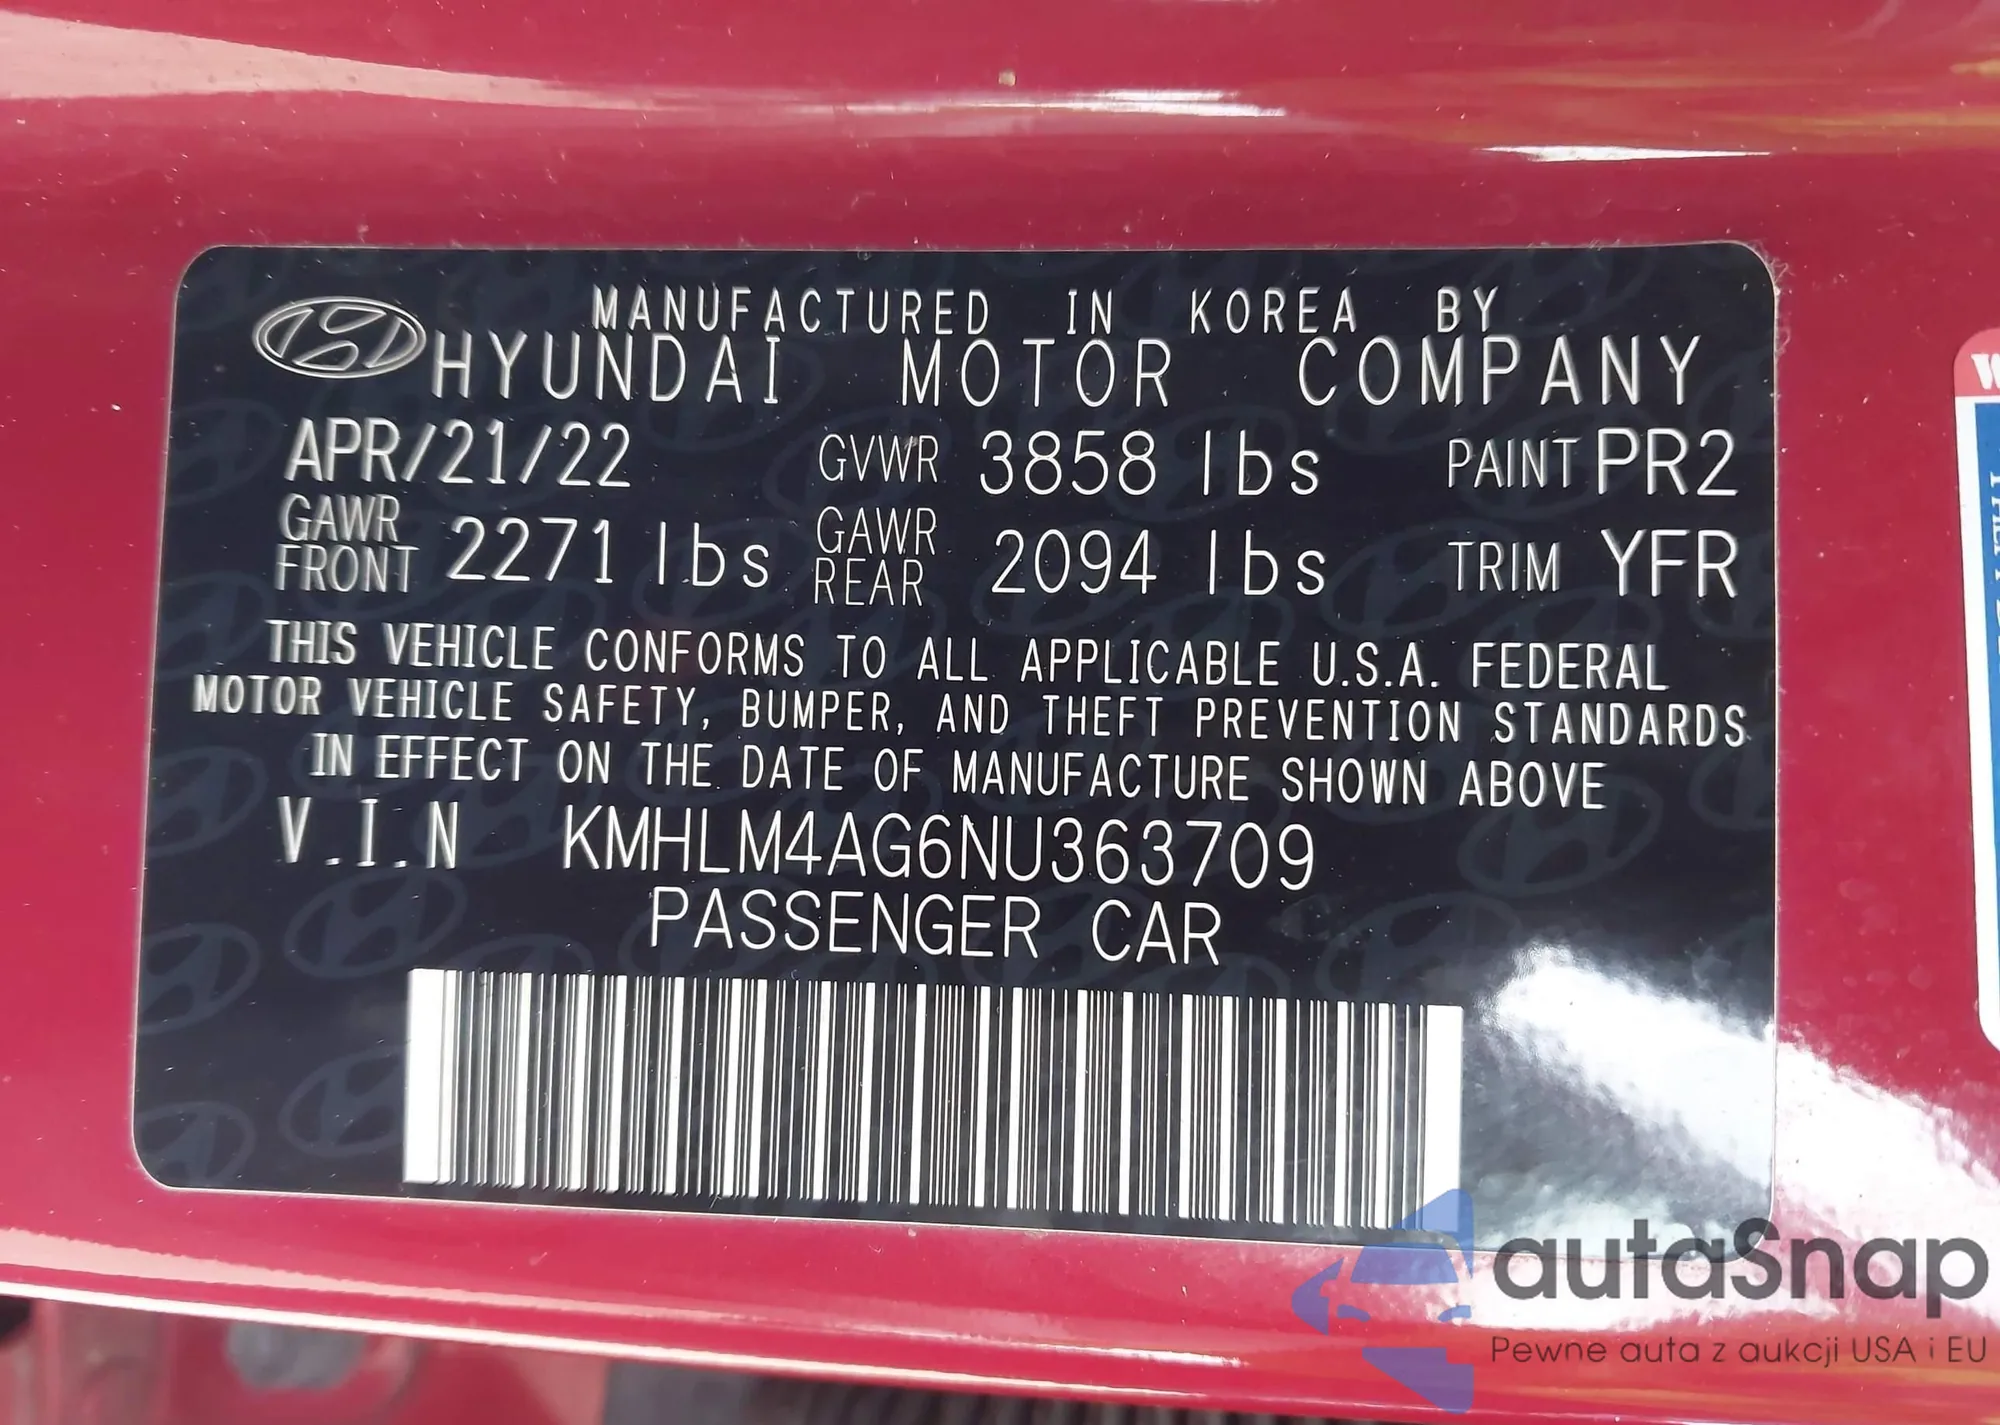 MANUFACTURED IN KOREA BY
HYUNDAI MOTOR COMPANY
APR/21/22 GVWR 3858 lbs PAINT PR2
GAWR FRONT 2271 lbs GAWR REAR 2094 lbs TRIM YFR
THIS VEHICLE CONFORMS TO ALL APPLICABLE U.S.A. FEDERAL
MOTOR VEHICLE SAFETY, BUMPER, AND THEFT PREVENTION STANDARDS
IN EFFECT ON THE DATE OF MANUFACTURE SHOWN ABOVE
V.I.N KMHLM4AG6NU363709
PASSENGER CAR
autaSnap
Pewne auta z aukcji USA i EU